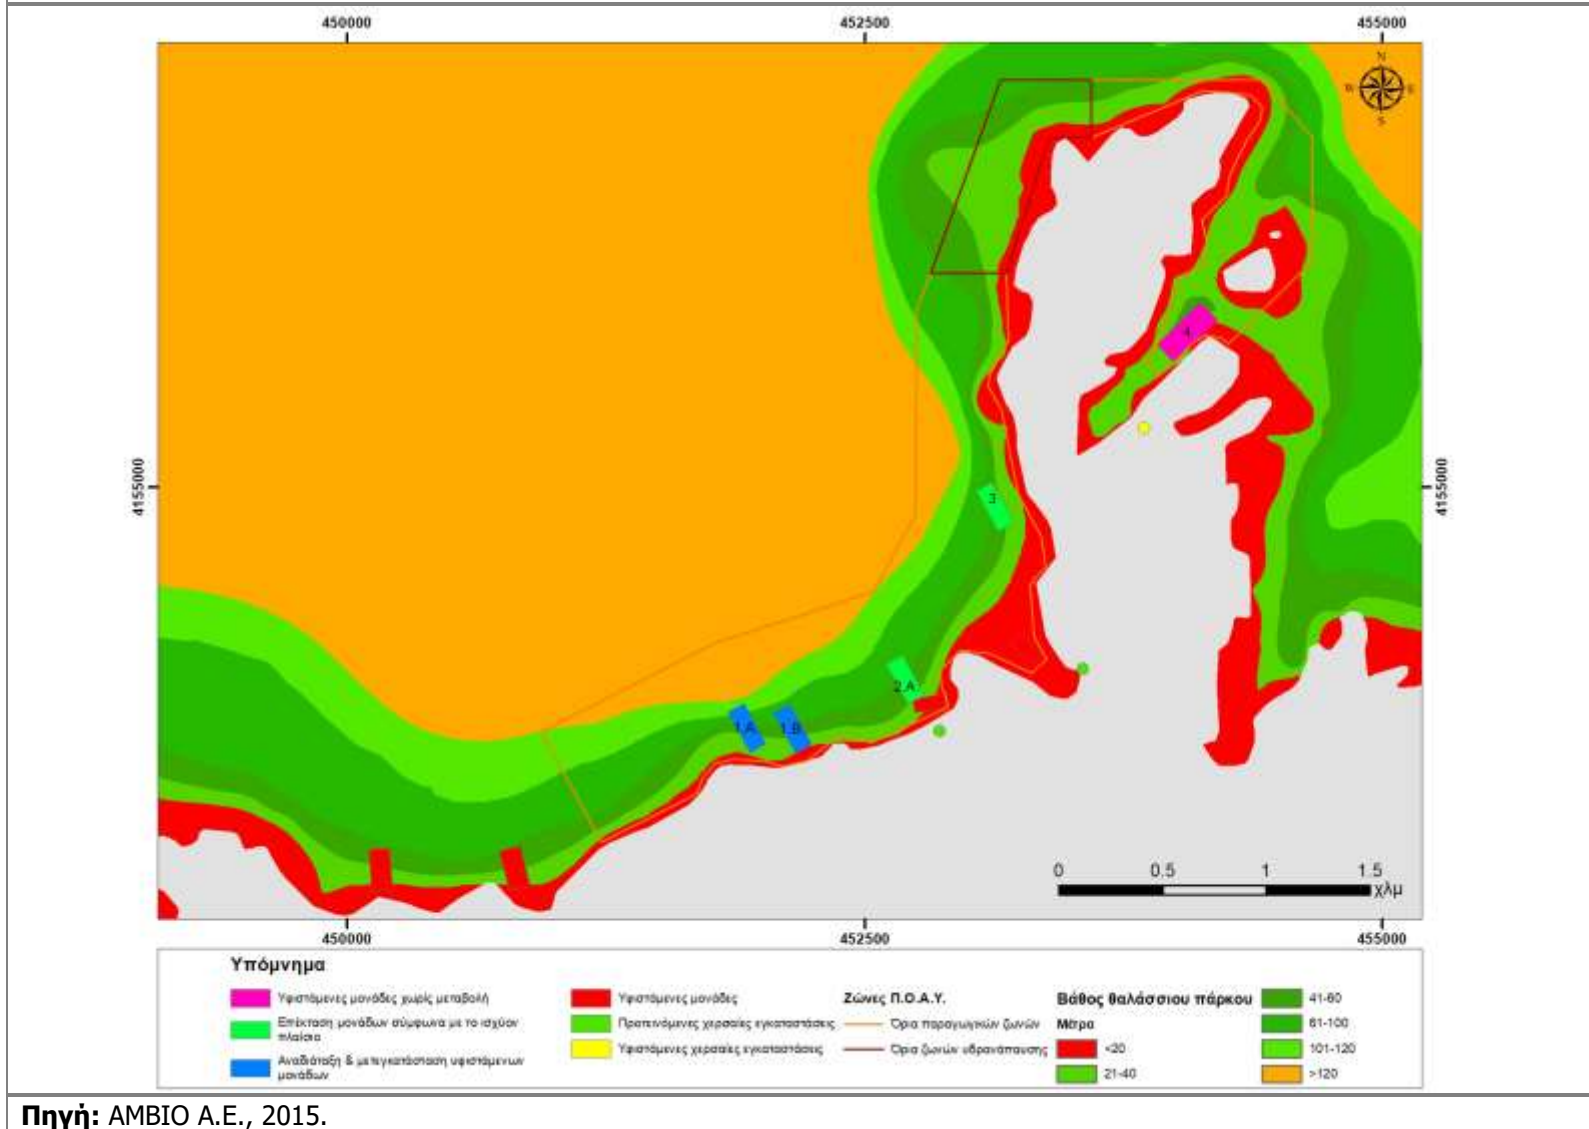 450000 452500 455000
N
W E
S
4155000 4155000
4
3
2.A
1.A 1.B
0 0.5 1 1.5
χλμ
450000 452500 455000
Υπόμνημα
Υφιστάμενες μονάδες χωρίς μεταβολή
Επέκταση μονάδων σύμφωνα με το ισχύον
πλαίσιο
Αναδιάταξη & μετεγκατάσταση υφιστάμενων
μονάδων
Υφιστάμενες μονάδες
Προτεινόμενες χερσαίες εγκαταστάσεις
Υφιστάμενες χερσαίες εγκαταστάσεις
Ζώνες Π.Ο.Α.Υ.
Όρια παραγωγικών ζωνών
Όρια ζωνών υδρανάπαυσης
Βάθος θαλάσσιου πάρκου
Μέτρα
<20
21-40
41-60
61-100
101-120
>120
Πηγή: ΑΜΒΙΟ Α.Ε., 2015.